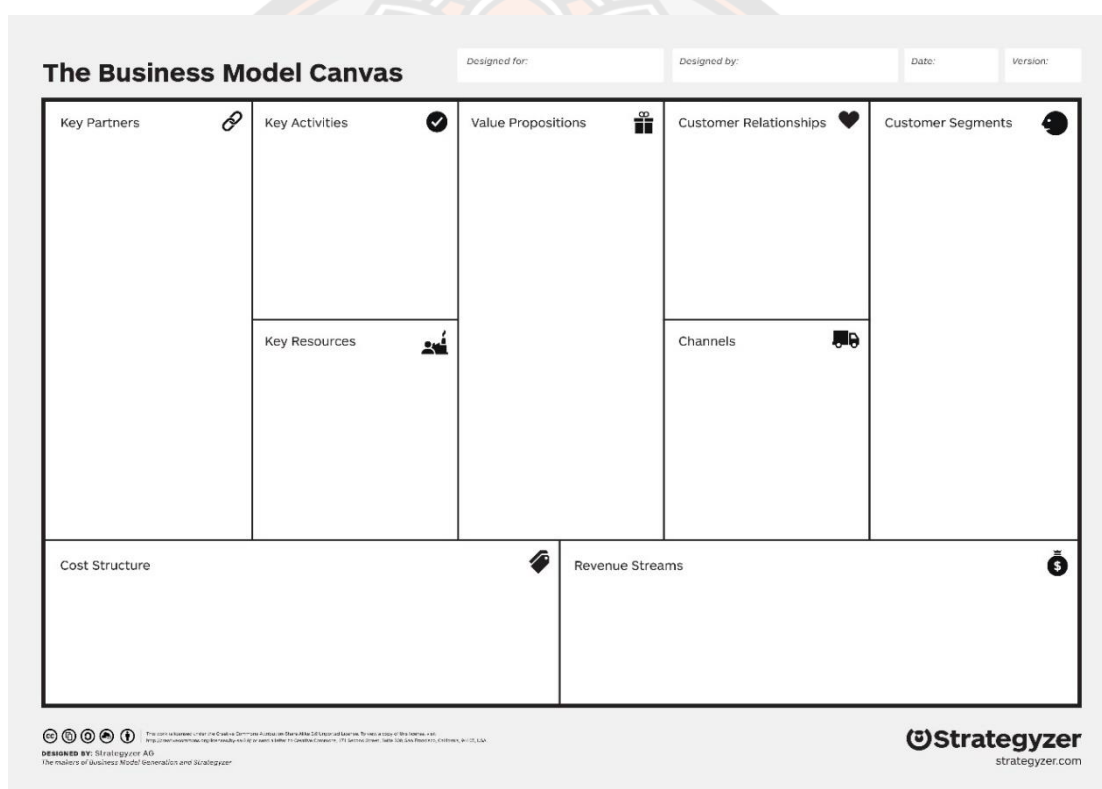 The Business Model Canvas
Designed for:
Designed by:
Date:
Version:
Key Partners
Key Activities
Value Propositions
Customer Relationships
Customer Segments
Key Resources
Channels
Cost Structure
Revenue Streams
$
cc
DESIGNED BY: Strategyzer AG
The makers of Business Model Generation and Strategyzer
Strategyzer
strategyzer.com